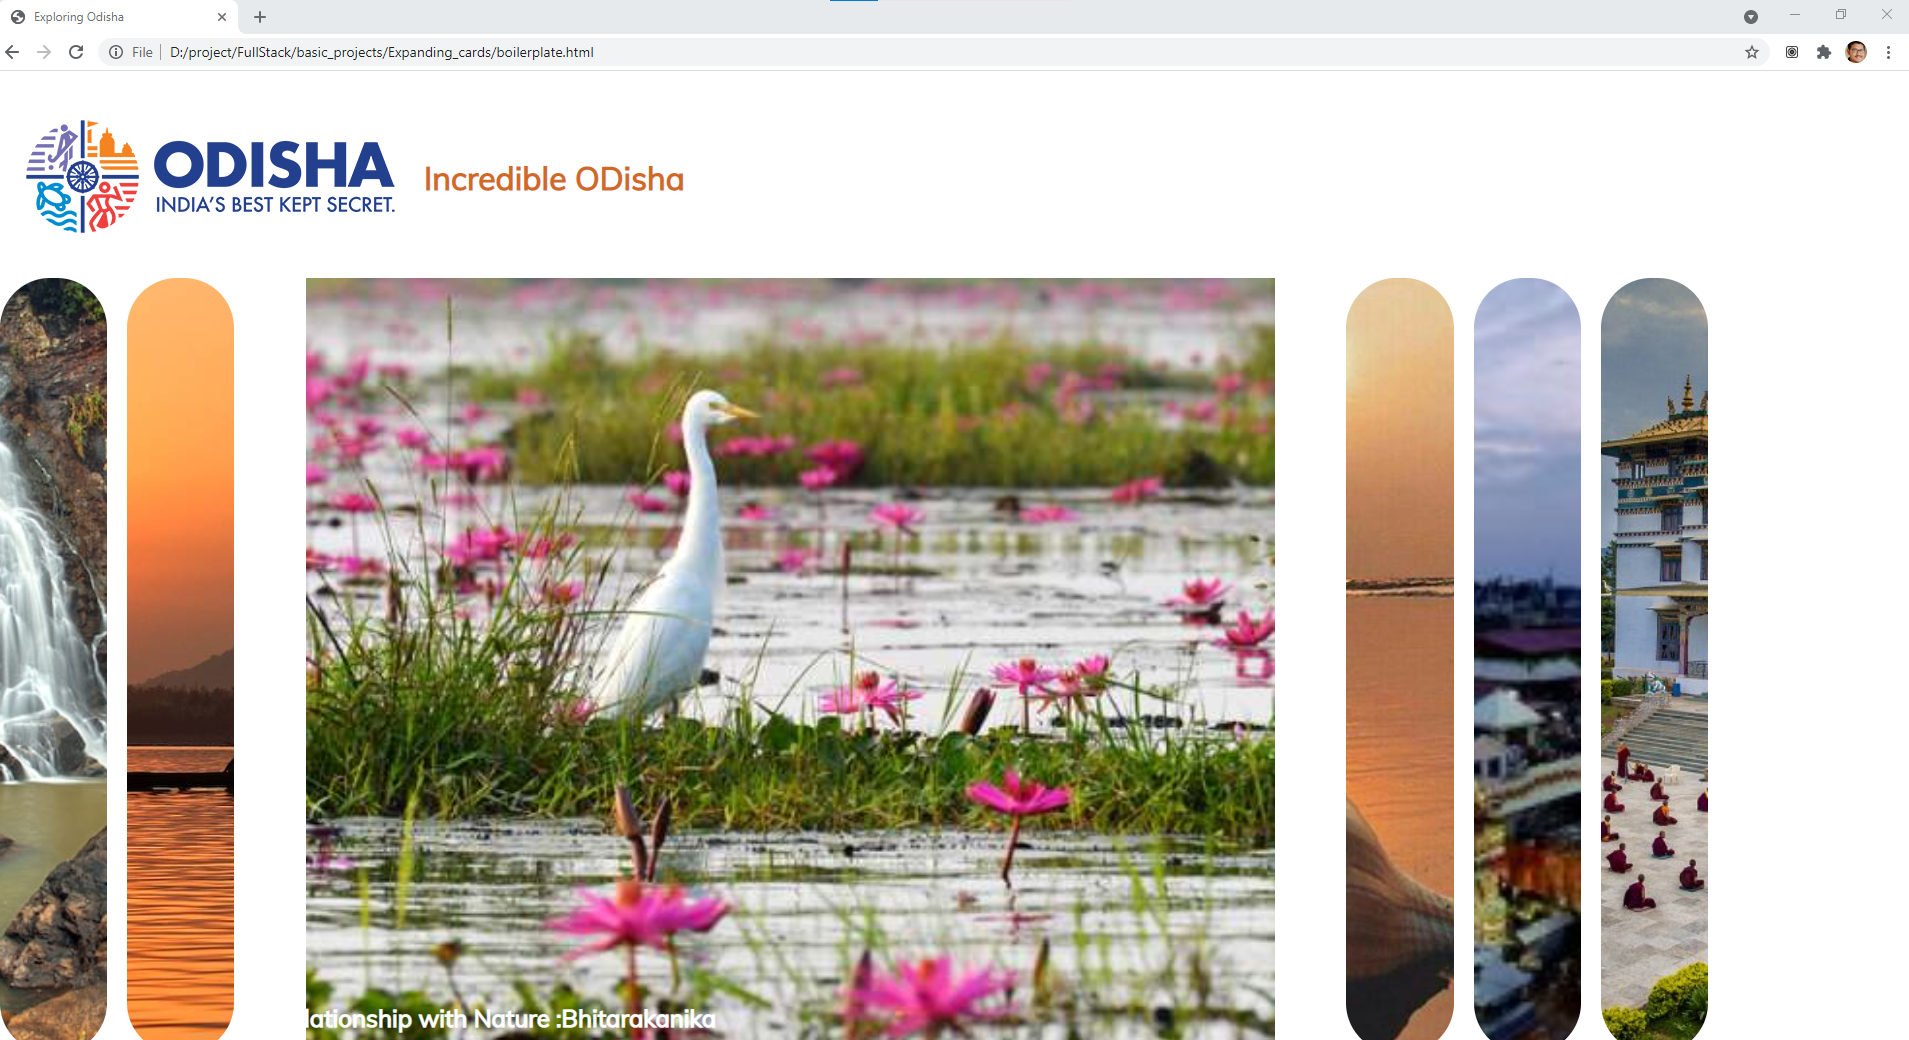 Exploring Odisha
File
D:/project/FullStack/basic_projects/Expanding_cards/boilerplate.html
ODISHA
INDIA'S BEST KEPT SECRET.
Incredible ODisha
with Nature :Bhitarakanika